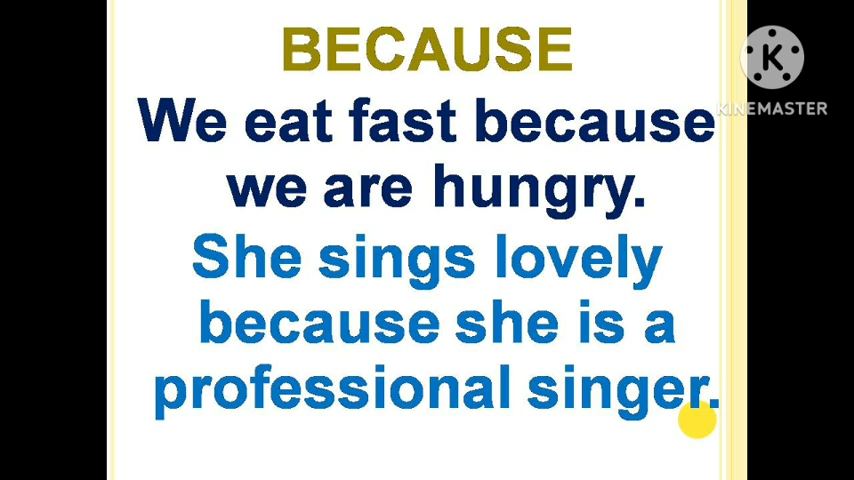 BECAUSE
We eat fast because
we are hungry.
She sings lovely
because she is a
professional singer.
K
KINEMASTER